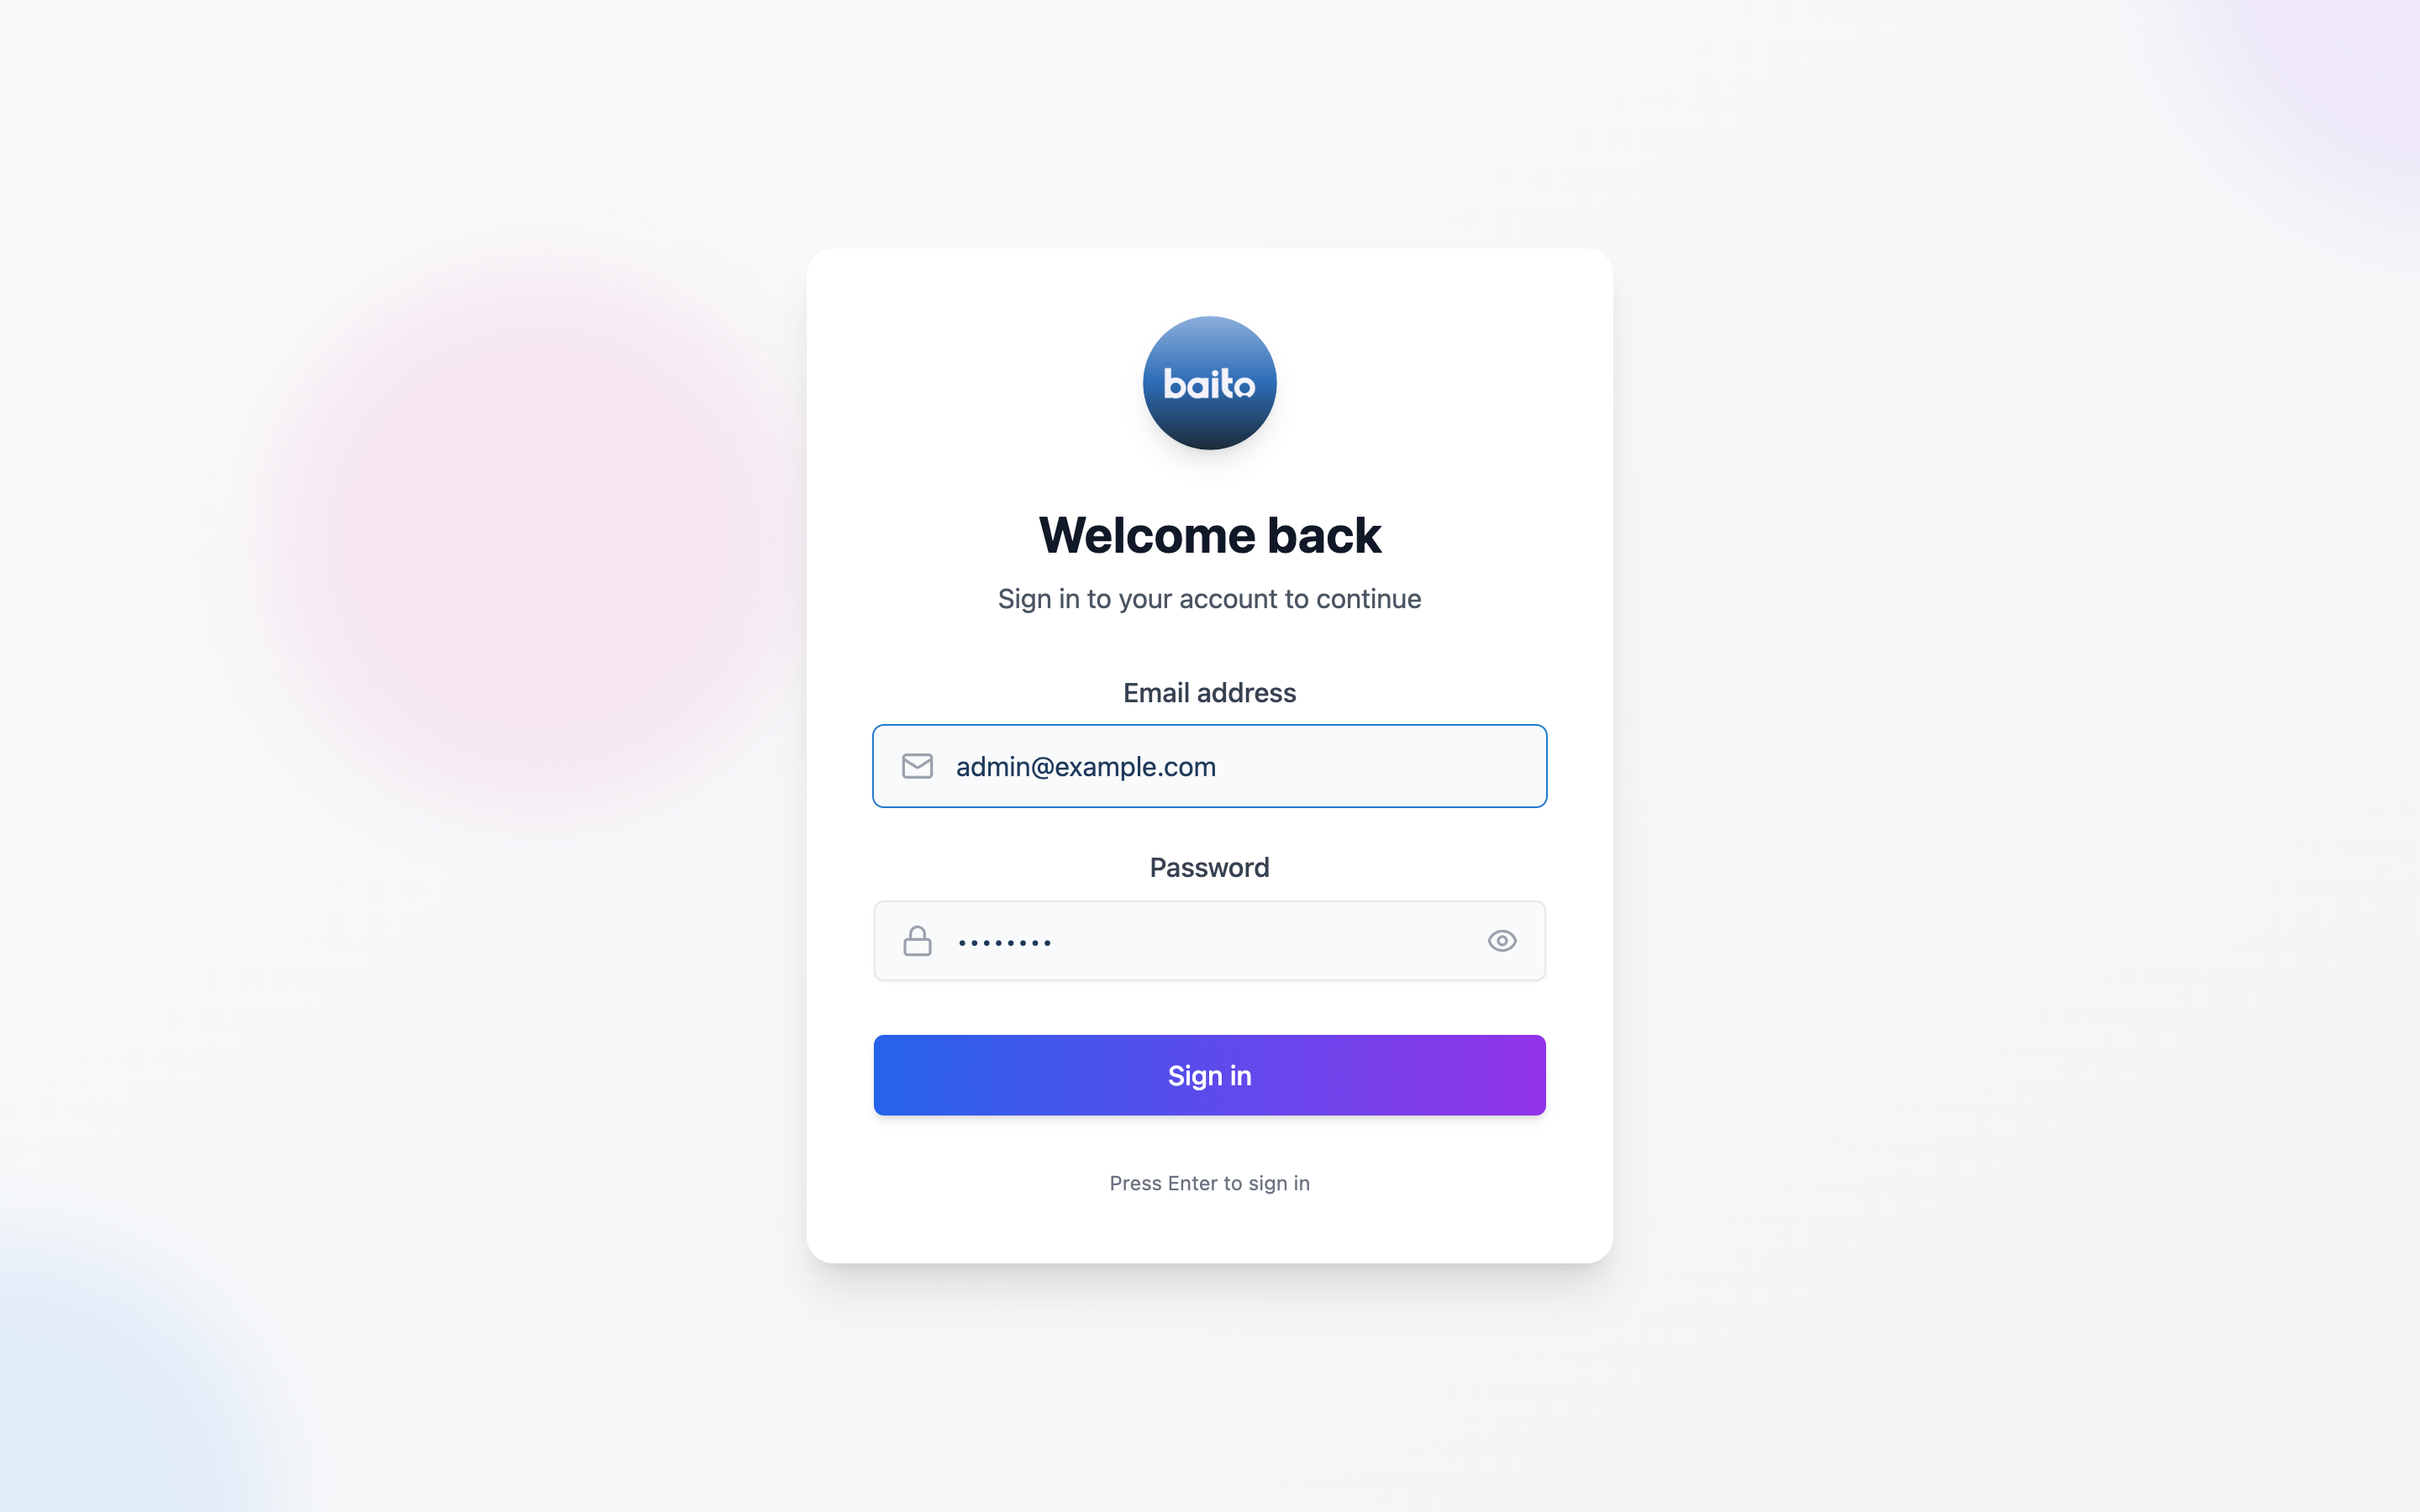 baito
Welcome back
Sign in to your account to continue
Email address
admin@example.com
Password
••••••••
Sign in
Press Enter to sign in